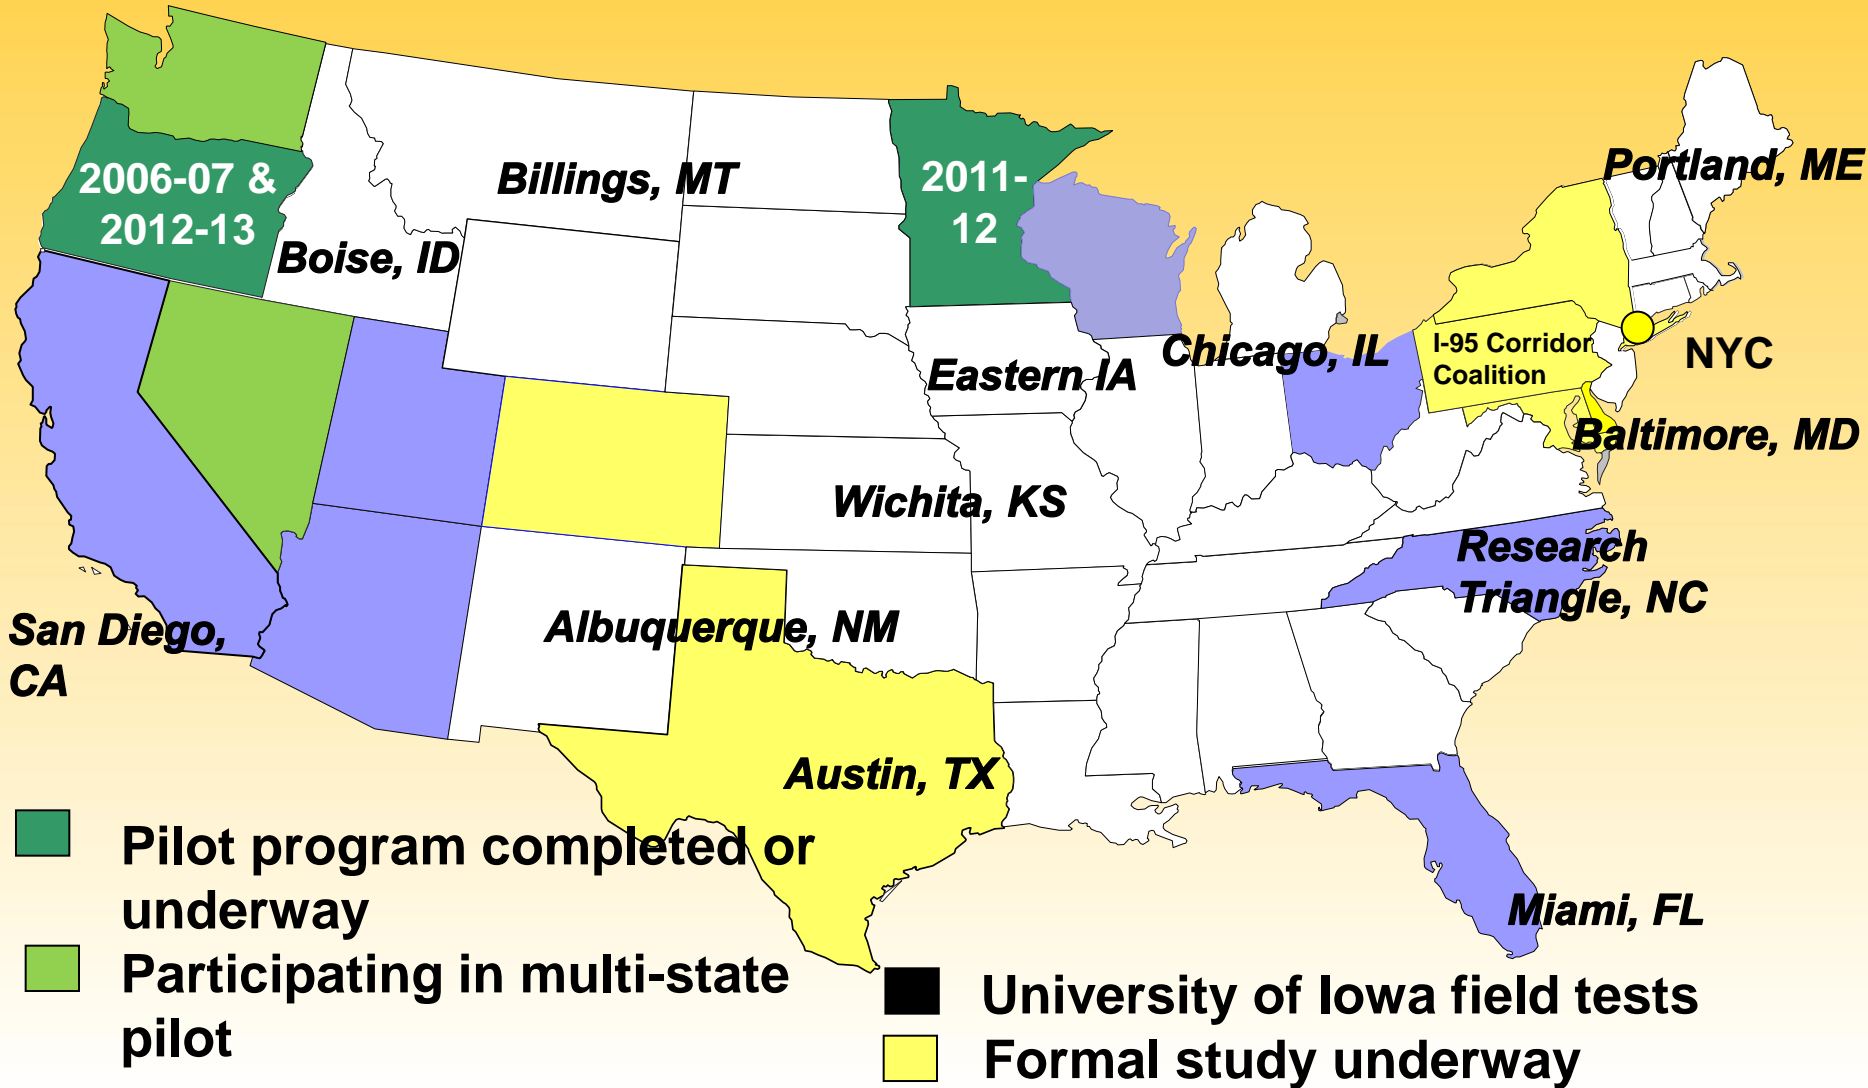 2006-07 &
2012-13
Billings, MT
2011-
12
Portland, ME
Boise, ID
Eastern IA
Chicago, IL
I-95 Corridor
Coalition
NYC
Baltimore, MD
Wichita, KS
Research
Triangle, NC
San Diego,
CA
Albuquerque, NM
Austin, TX
Miami, FL
Pilot program completed or
underway
Participating in multi-state
pilot
University of Iowa field tests
Formal study underway